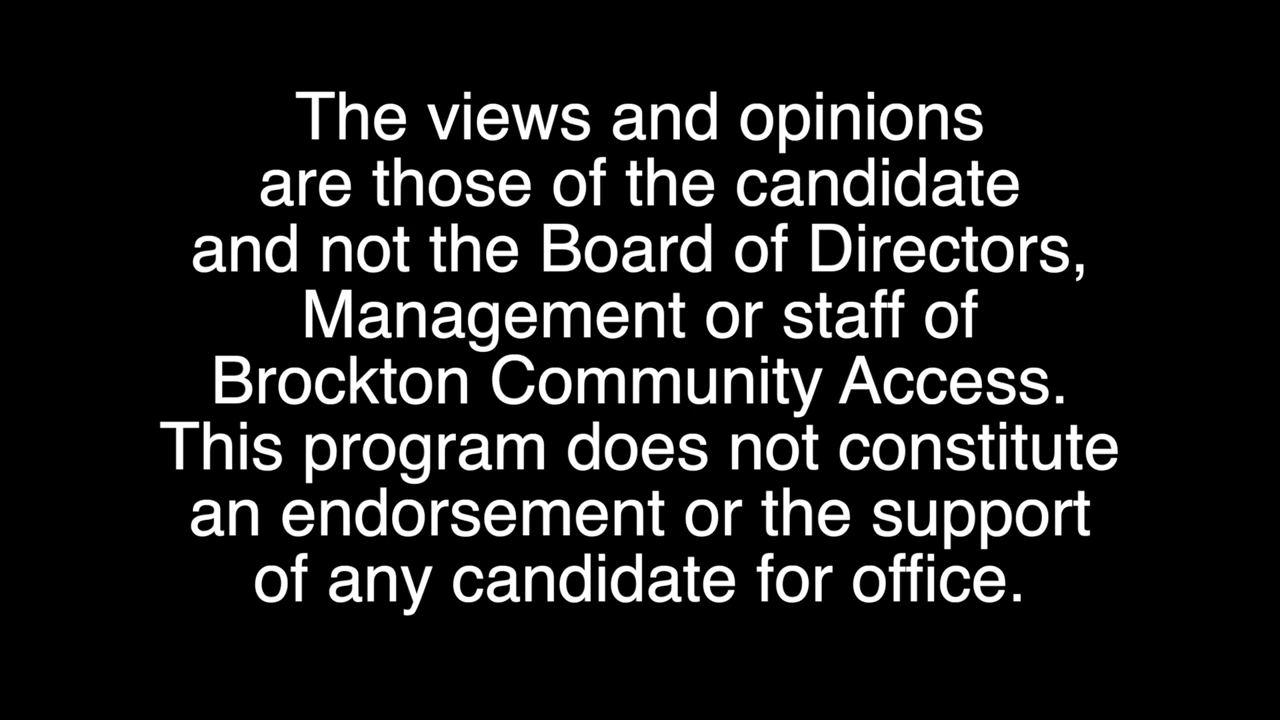 The views and opinions
are those of the candidate
and not the Board of Directors,
Management or staff of
Brockton Community Access.
This program does not constitute
an endorsement or the support
of any candidate for office.